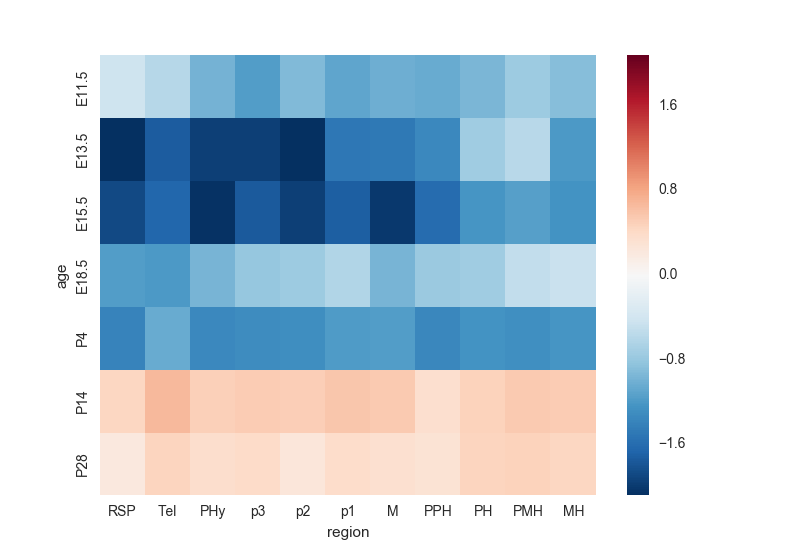 E11.5
E13.5
E15.5
E18.5
P4
P14
P28
age
RSP Tel PHy p3 p2 p1 M PPH PH PMH MH
region
1.6
0.8
0.0
−0.8
−1.6